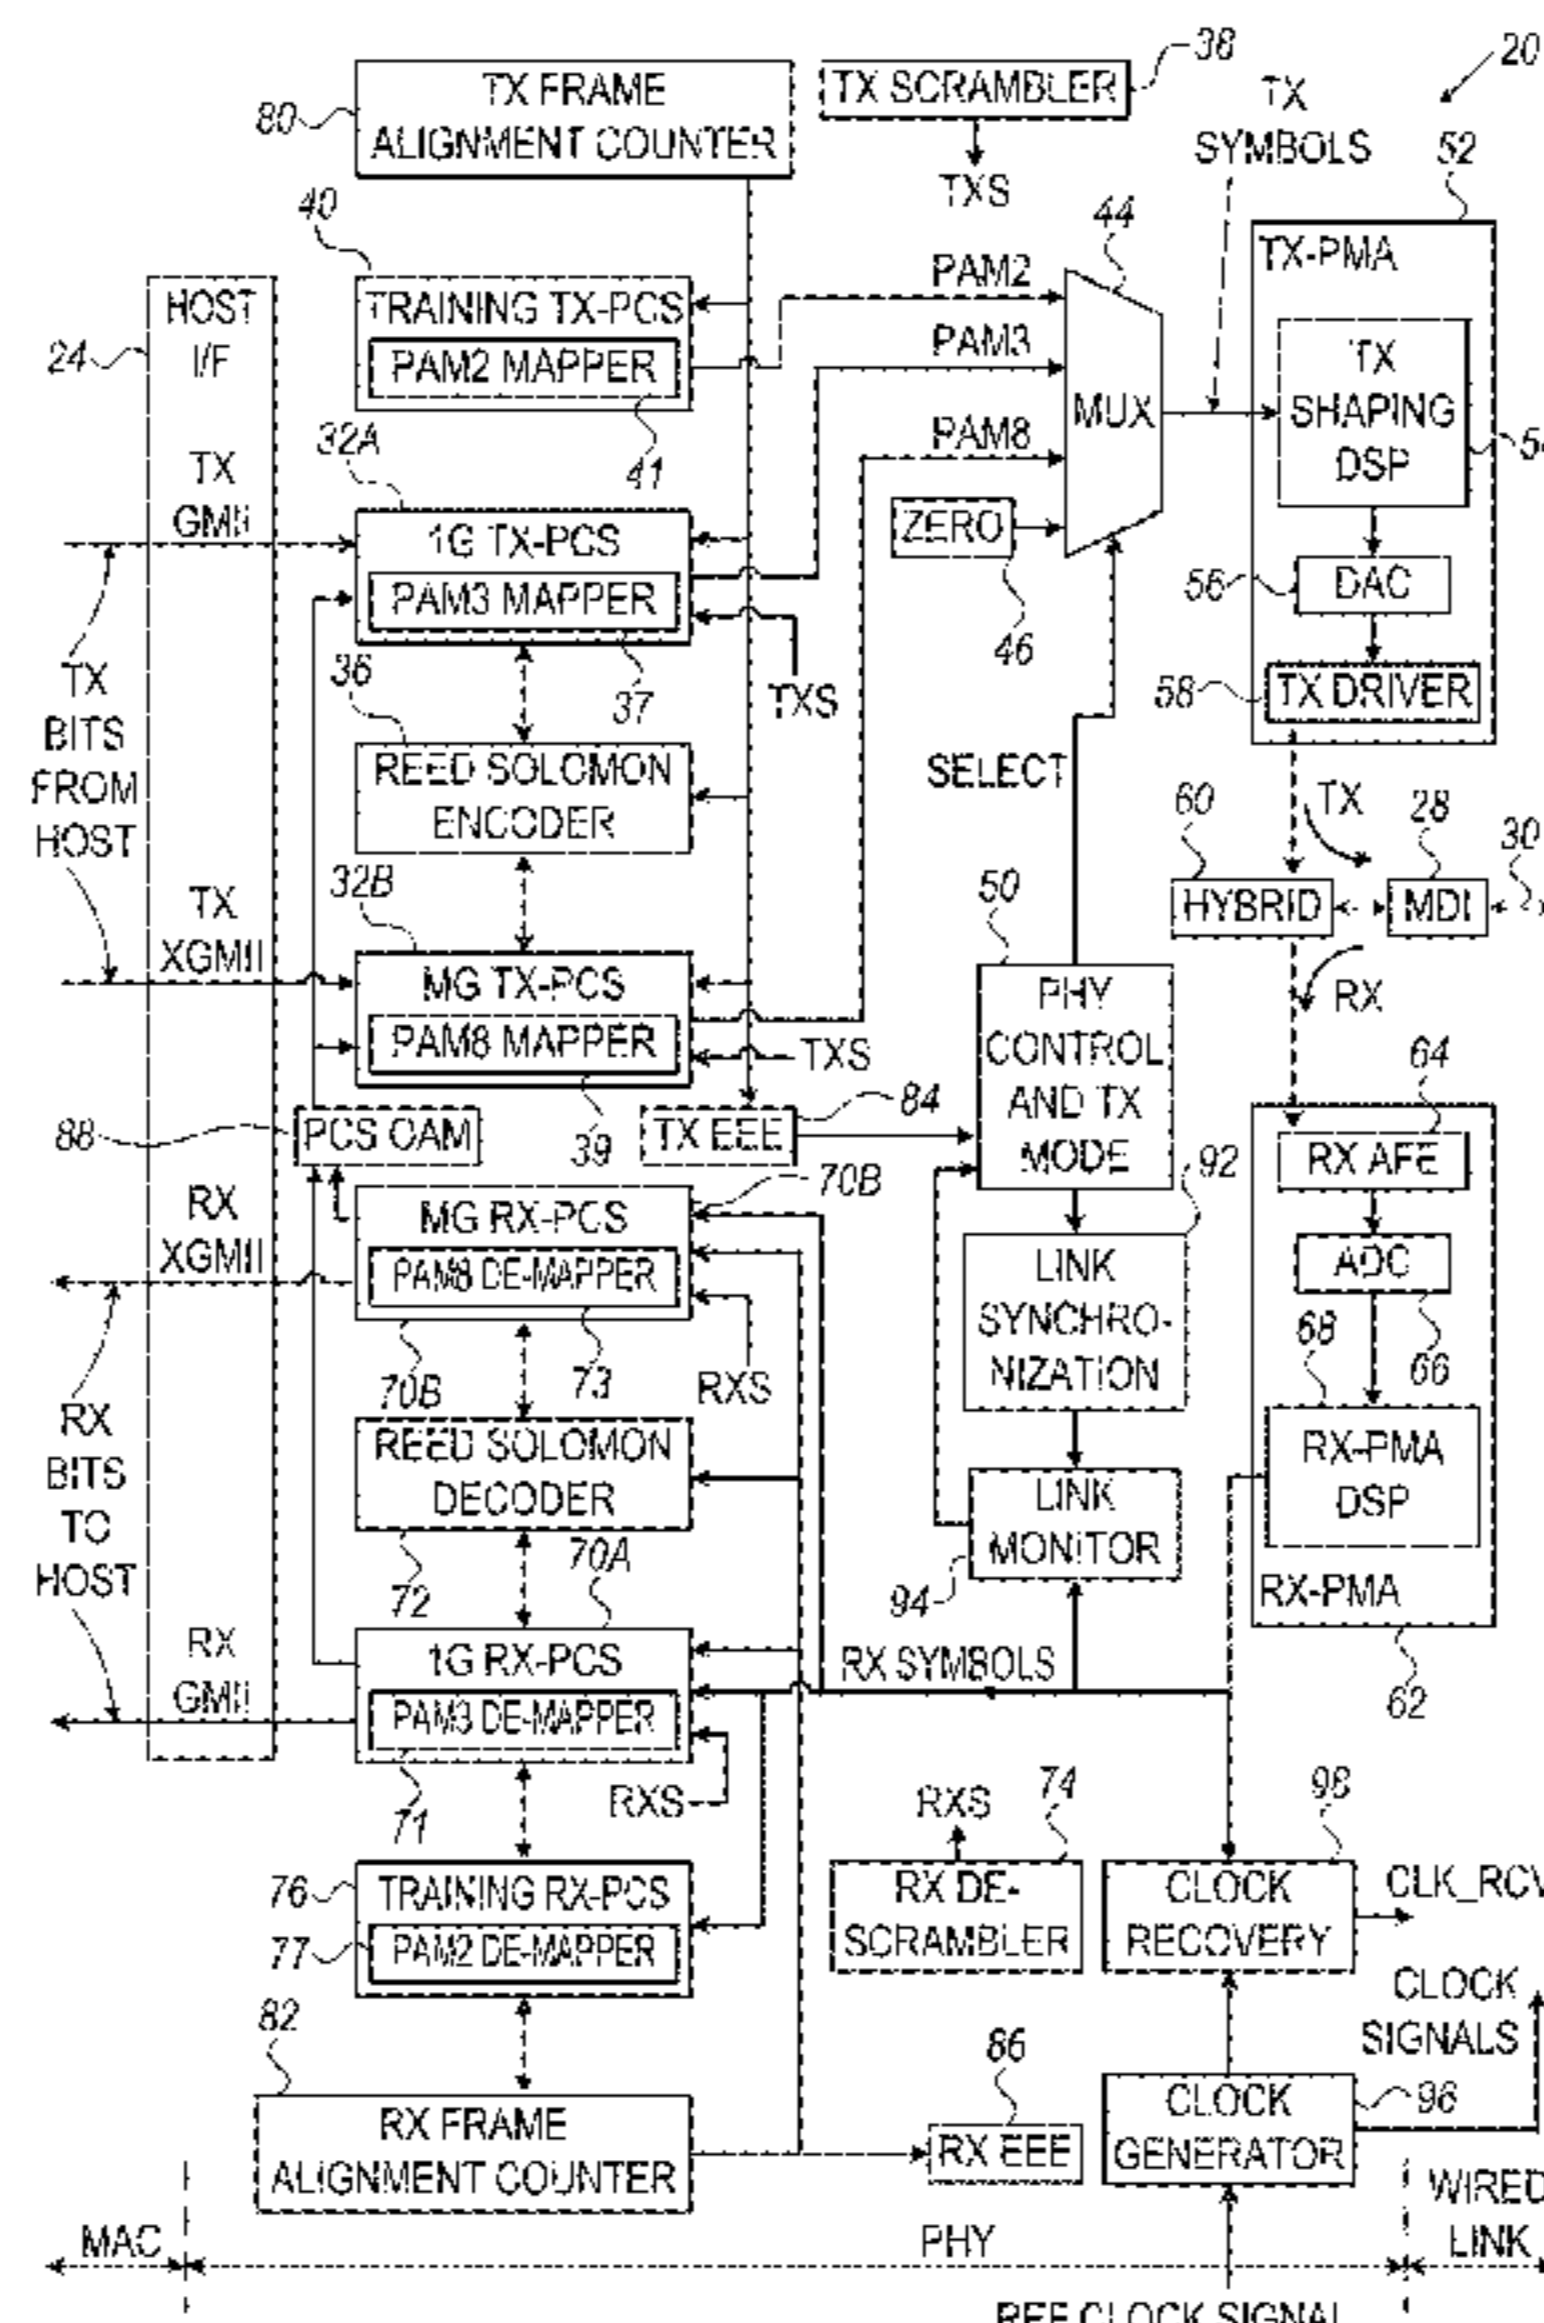 38
20
TX FRAME
ALIGNMENT COUNTER
80
TX SCRAMBLER
TXS
TX
SYMBOLS
52
40
44
TRAINING TX-PCS
PAM2 MAPPER
41
HOST
I/F
24
PAM2
PAM3
PAM8
MUX
TX-PMA
TX
SHAPING
DSP
32A
TX
GMII
1G TX-PCS
PAM3 MAPPER
37
TXS
ZERO
46
56
DAC
58
TX DRIVER
TX
BITS
FROM
HOST
36
REED SOLOMON
ENCODER
SELECT
60
TX
28
30
HYBRID
MDI
RX
32B
TX
XGMII
MG TX-PCS
PAM8 MAPPER
39
TXS
50
PHY
CONTROL
AND TX
MODE
88
PCS OAM
TX EEE
84
64
RX AFE
ADC
66
68
RX-PMA
DSP
RX-PMA
62
92
LINK
SYNCHRO-
NIZATION
LINK
MONITOR
94
70B
RX
XGMII
MG RX-PCS
PAM8 DE-MAPPER
70B
73
RXS
RX
BITS
TO
HOST
REED SOLOMON
DECODER
72
70A
RX
GMII
1G RX-PCS
PAM3 DE-MAPPER
71
RXS
RX SYMBOLS
76
TRAINING RX-PCS
77
PAM2 DE-MAPPER
RXS
74
RX DE-
SCRAMBLER
98
CLOCK
RECOVERY
CLK_RCV
CLOCK
SIGNALS
82
RX FRAME
ALIGNMENT COUNTER
86
RX EEE
CLOCK
GENERATOR
96
MAC
PHY
WIRED
LINK
REF CLOCK SIGNAL